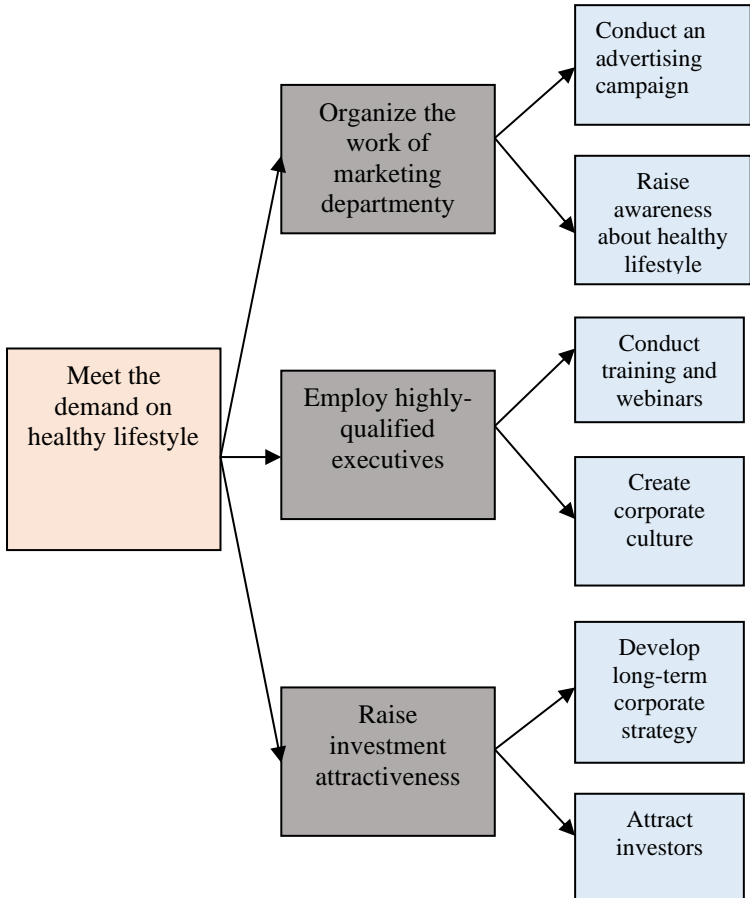 Meet the
demand on
healthy lifestyle
Organize the
work of
marketing
departmenty
Conduct an
advertising
campaign
Raise
awareness
about healthy
lifestyle
Employ highly-
qualified
executives
Conduct
training and
webinars
Create
corporate
culture
Raise
investment
attractiveness
Develop
long-term
corporate
strategy
Attract
investors